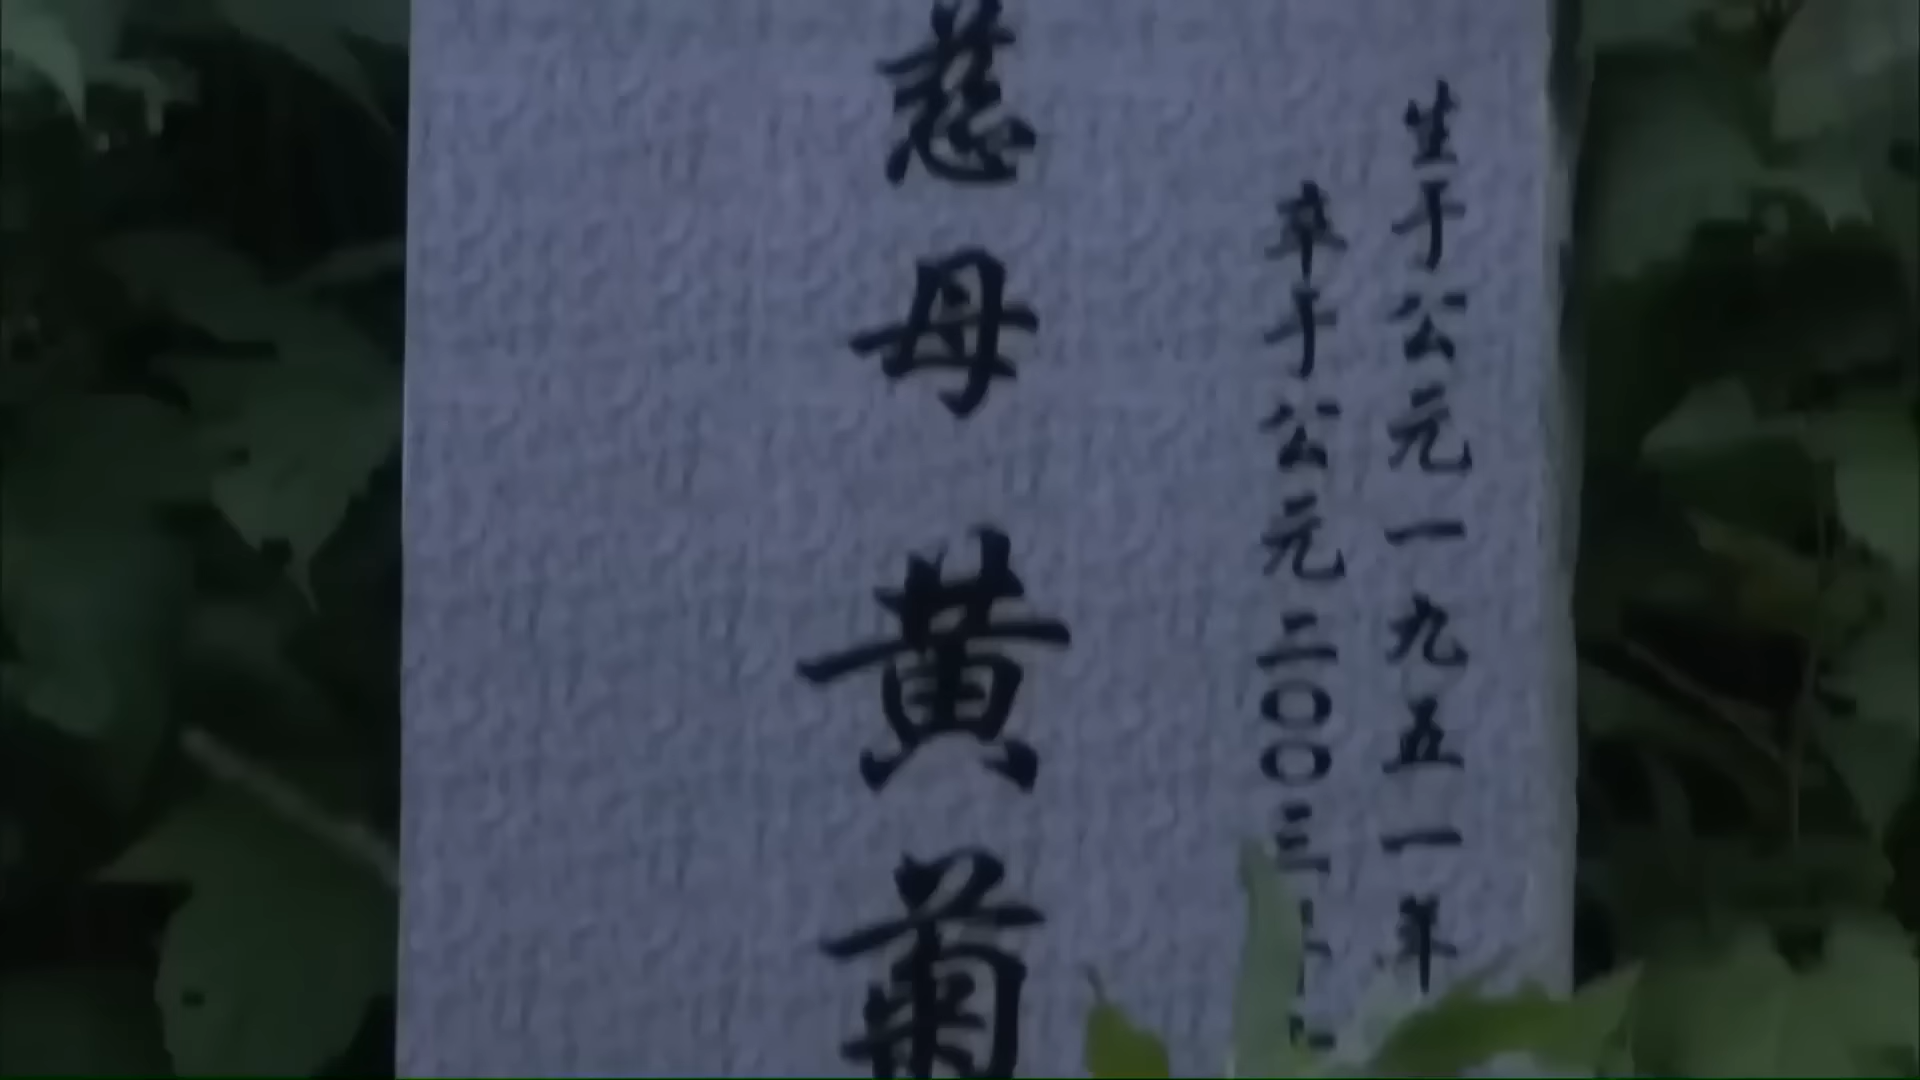 生于公元一九五一年
卒于公元二〇〇三
慈母黄菊